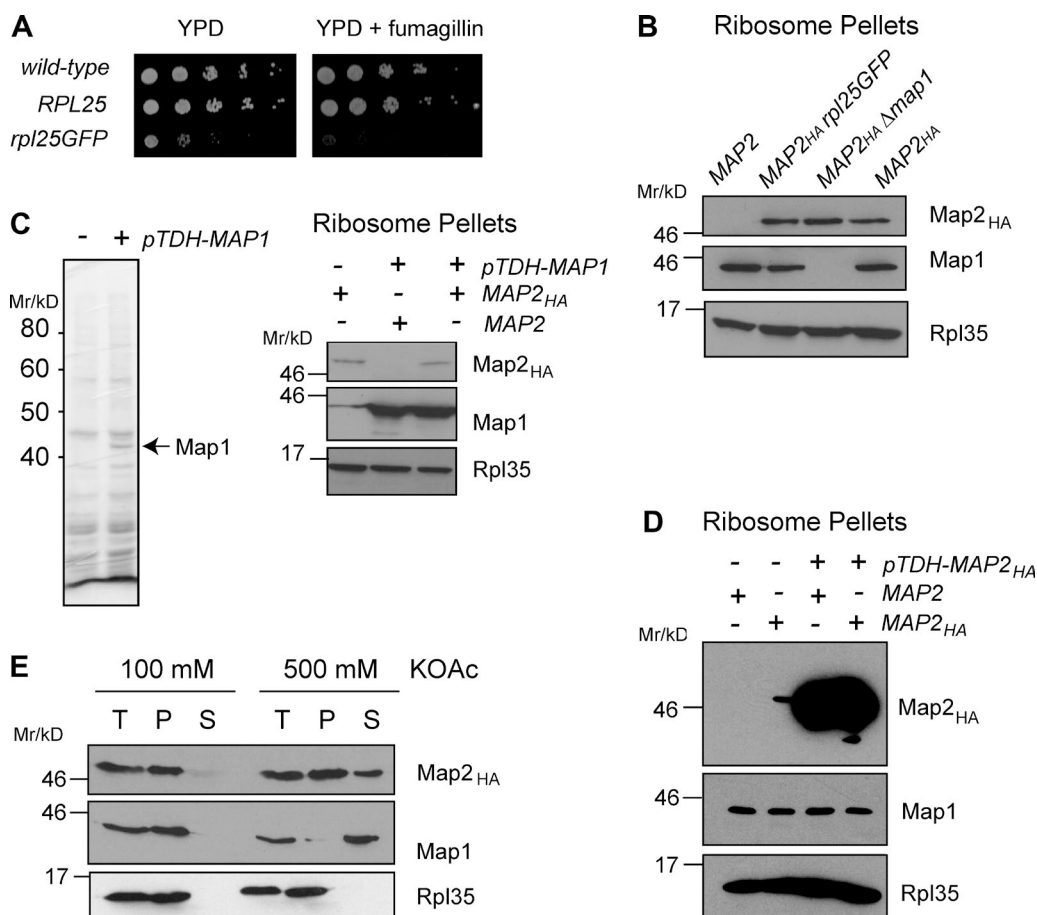 A
YPD
YPD + fumagillin
wild-type
RPL25
rpl25GFP
B
Ribosome Pellets
MAP2
MAP2HA rpl25GFP
MAP2HA Δmap1
MAP2HA
Mr/kD
46
Map2HA
46
Map1
17
Rpl35
C
- + pTDH-MAP1
Mr/kD
80
60
50
40
Map1
Ribosome Pellets
- + + pTDH-MAP1
+ - + MAP2HA
- + - MAP2
Mr/kD
46
Map2HA
46
Map1
17
Rpl35
D
Ribosome Pellets
- - + + pTDH-MAP2HA
+ - + - MAP2
- + - + MAP2HA
Mr/kD
46
Map2HA
46
Map1
17
Rpl35
E
100 mM 500 mM KOAc
T P S T P S
Mr/kD
46
Map2HA
46
Map1
17
Rpl35